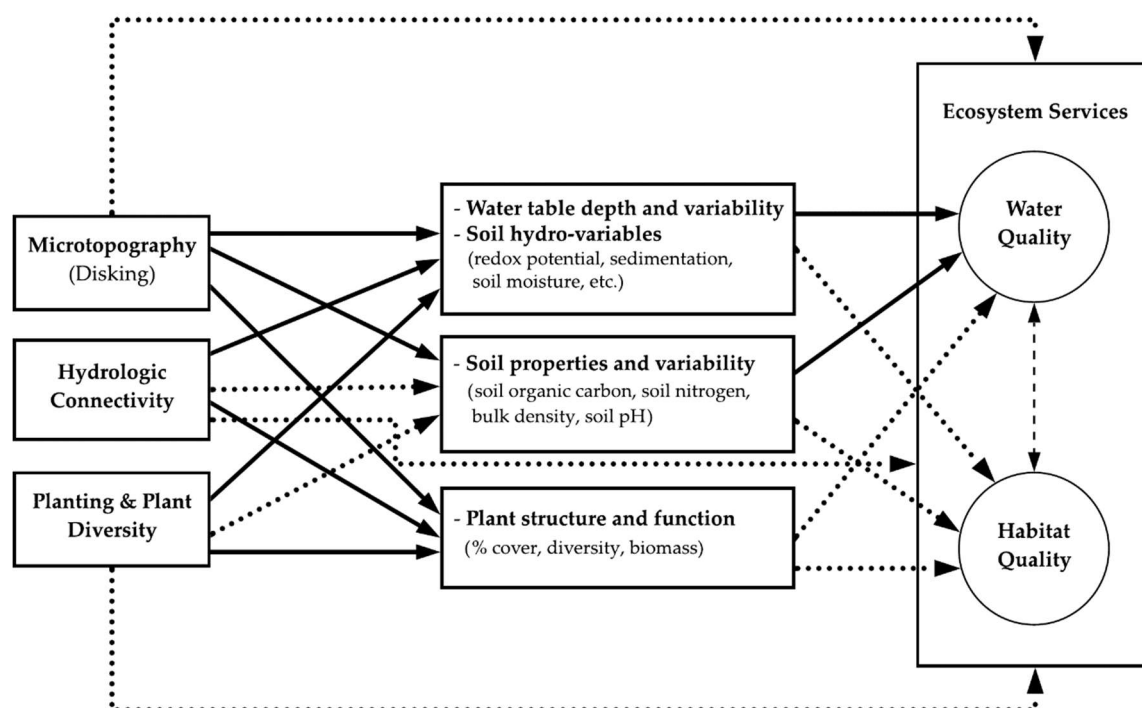 Ecosystem Services
Microtopography
(Disking)
Hydrologic
Connectivity
Planting & Plant
Diversity
- Water table depth and variability
- Soil hydro-variables
(redox potential, sedimentation,
soil moisture, etc.)
- Soil properties and variability
(soil organic carbon, soil nitrogen,
bulk density, soil pH)
- Plant structure and function
(% cover, diversity, biomass)
Water
Quality
Habitat
Quality